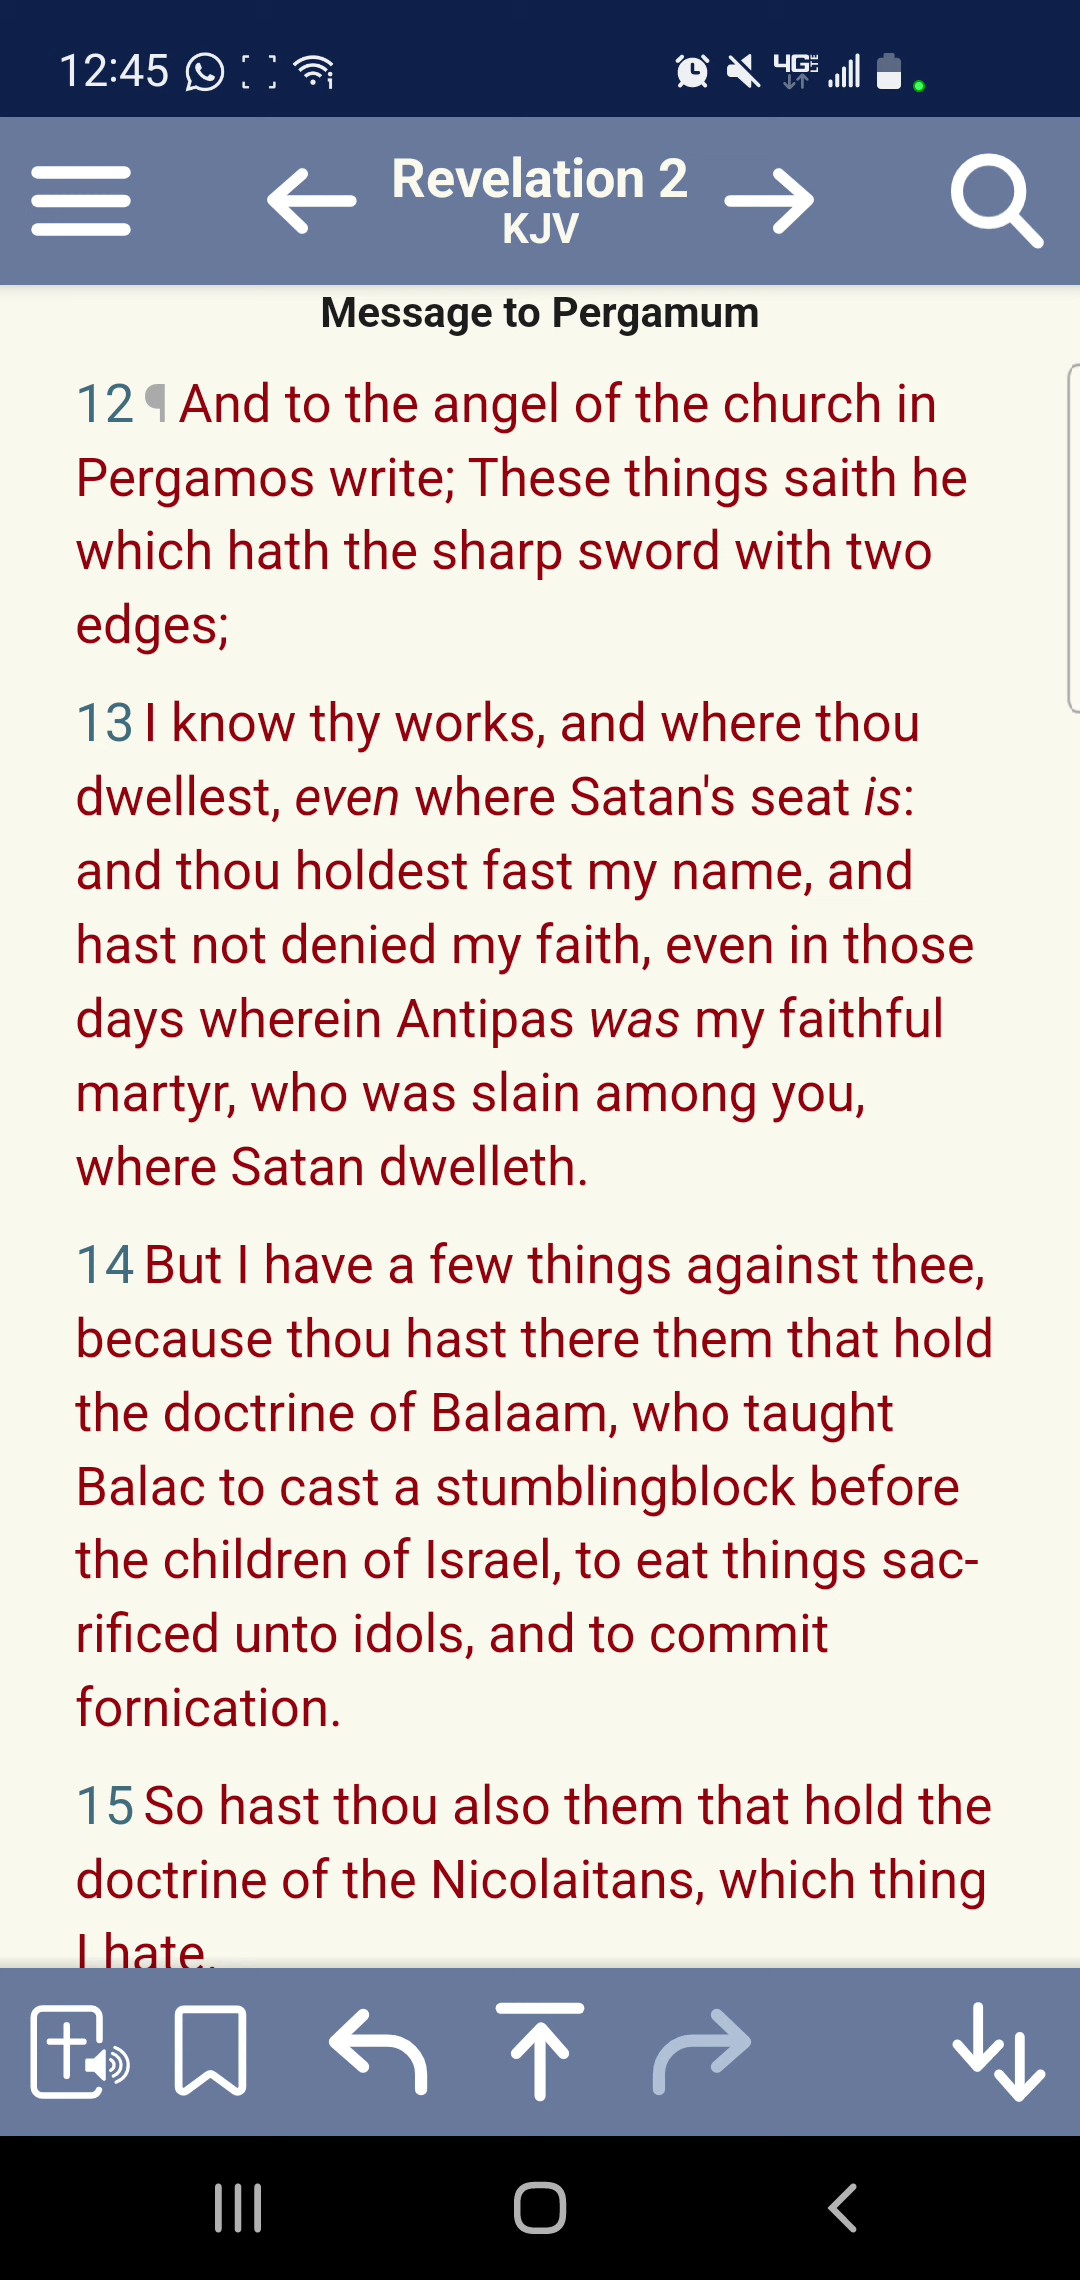 12:45
4G LTE
Revelation 2
KJV
Message to Pergamum
12 ¶ And to the angel of the church in
Pergamos write; These things saith he
which hath the sharp sword with two
edges;
13 I know thy works, and where thou
dwellest, even where Satan's seat is:
and thou holdest fast my name, and
hast not denied my faith, even in those
days wherein Antipas was my faithful
martyr, who was slain among you,
where Satan dwelleth.
14 But I have a few things against thee,
because thou hast there them that hold
the doctrine of Balaam, who taught
Balac to cast a stumblingblock before
the children of Israel, to eat things sac-
rificed unto idols, and to commit
fornication.
15 So hast thou also them that hold the
doctrine of the Nicolaitans, which thing
I hate.